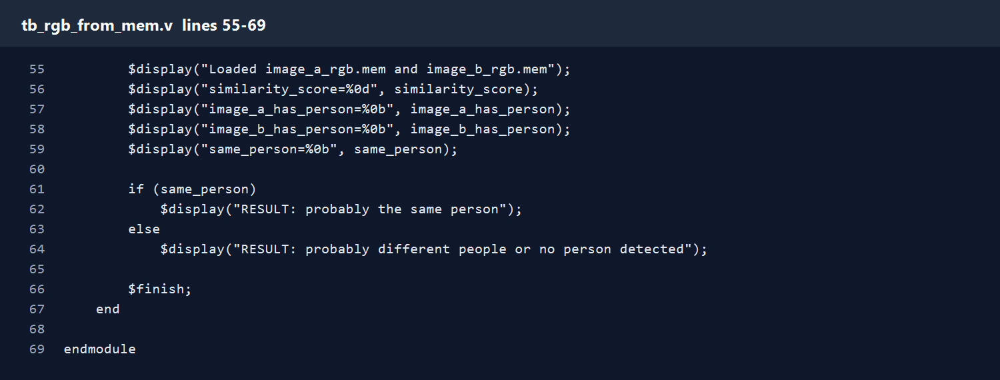 tb_rgb_from_mem.v  lines 55-69
55          $display("Loaded image_a_rgb.mem and image_b_rgb.mem");
56          $display("similarity_score=%0d", similarity_score);
57          $display("image_a_has_person=%0b", image_a_has_person);
58          $display("image_b_has_person=%0b", image_b_has_person);
59          $display("same_person=%0b", same_person);
60
61          if (same_person)
62              $display("RESULT: probably the same person");
63          else
64              $display("RESULT: probably different people or no person detected");
65
66          $finish;
67      end
68
69  endmodule